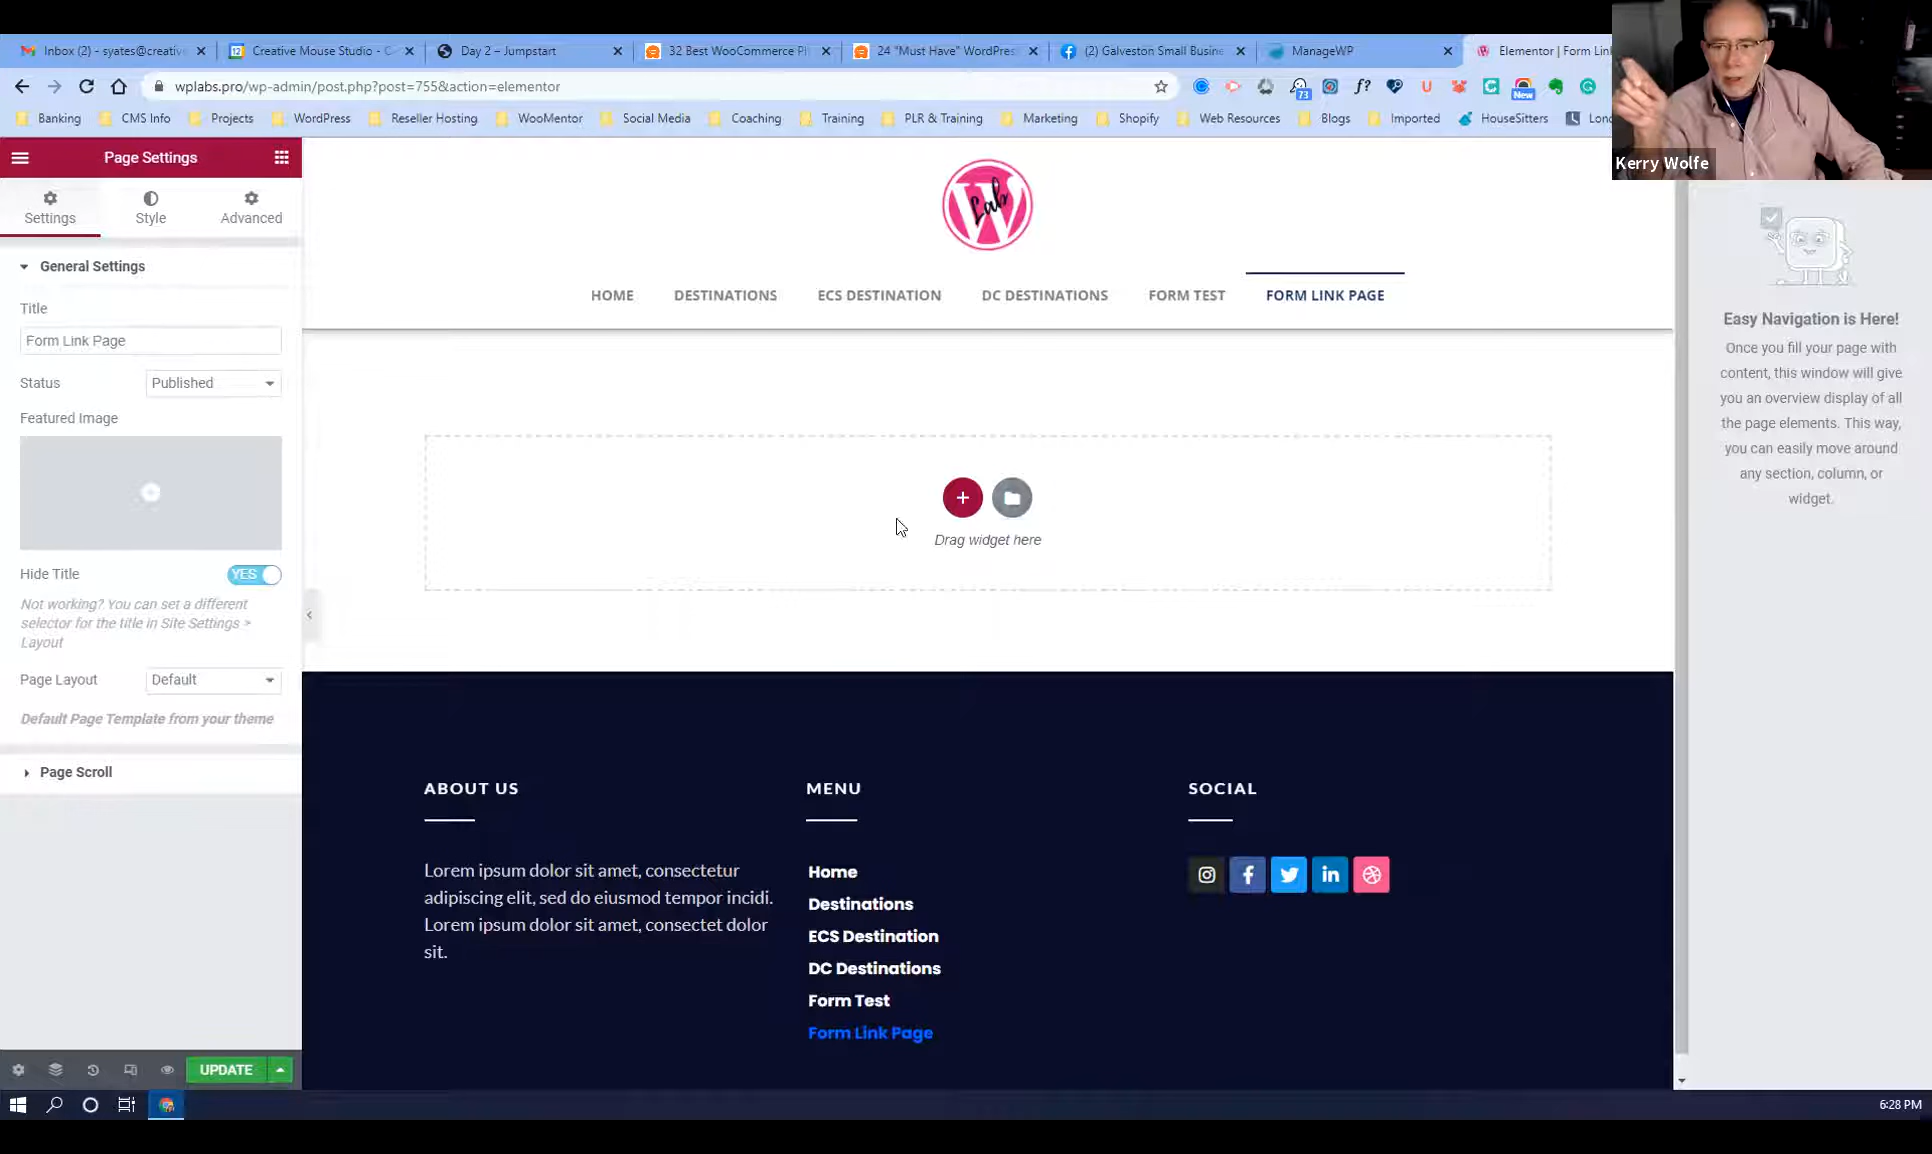 Inbox (2) - syates@creativ
Creative Mouse Studio - C
Day 2 – Jumpstart
32 Best WooCommerce Pl
24 "Must Have" WordPress
(2) Galveston Small Busine
ManageWP
Elementor | Form Lin
wplabs.pro/wp-admin/post.php?post=755&action=elementor
73
f?
New
Banking
CMS Info
Projects
WordPress
Reseller Hosting
WooMentor
Social Media
Coaching
Training
PLR & Training
Marketing
Shopify
Web Resources
Blogs
Imported
HouseSitters
Kerry Wolfe
Page Settings
Settings
Style
Advanced
General Settings
Title
Form Link Page
Status
Published
Featured Image
Hide Title
YES
Not working? You can set a different
selector for the title in Site Settings >
Layout
Page Layout
Default
Default Page Template from your theme
Page Scroll
UPDATE
W Lab
HOME
DESTINATIONS
ECS DESTINATION
DC DESTINATIONS
FORM TEST
FORM LINK PAGE
Drag widget here
Easy Navigation is Here!
Once you fill your page with
content, this window will give
you an overview display of all
the page elements. This way,
you can easily move around
any section, column, or
widget.
ABOUT US
Lorem ipsum dolor sit amet, consectetur
adipiscing elit, sed do eiusmod tempor incidi.
Lorem ipsum dolor sit amet, consectet dolor
sit.
MENU
Home
Destinations
ECS Destination
DC Destinations
Form Test
Form Link Page
SOCIAL
6:28 PM